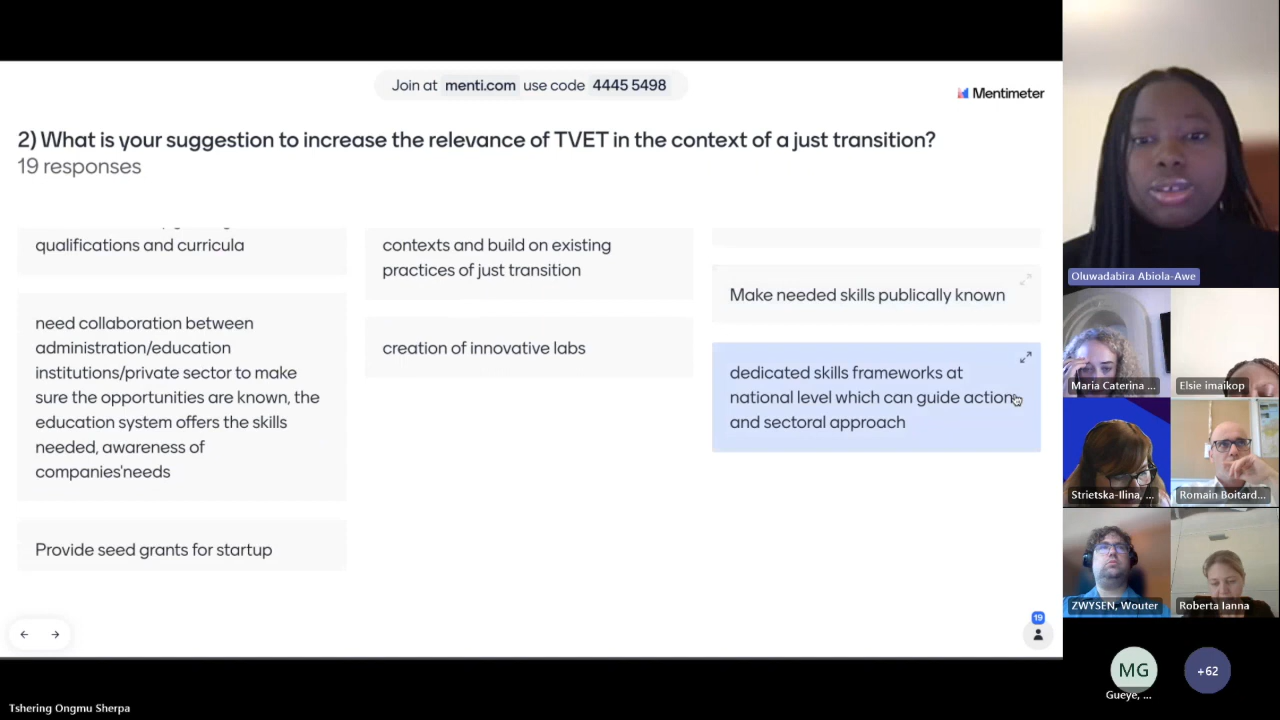 Join at menti.com use code 4445 5498
Mentimeter
2) What is your suggestion to increase the relevance of TVET in the context of a just transition?
19 responses
qualifications and curricula
need collaboration between
administration/education
institutions/private sector to make
sure the opportunities are known, the
education system offers the skills
needed, awareness of
companies'needs
Provide seed grants for startup
contexts and build on existing
practices of just transition
creation of innovative labs
Make needed skills publically known
dedicated skills frameworks at
national level which can guide action
and sectoral approach
19
Oluwadabira Abiola-Awe
Maria Caterina ...
Elsie imaikop
Strietska-Ilina, ...
Romain Boitard...
ZWYSEN, Wouter
Roberta Ianna
MG
Gueye, ...
+62
Tshering Ongmu Sherpa